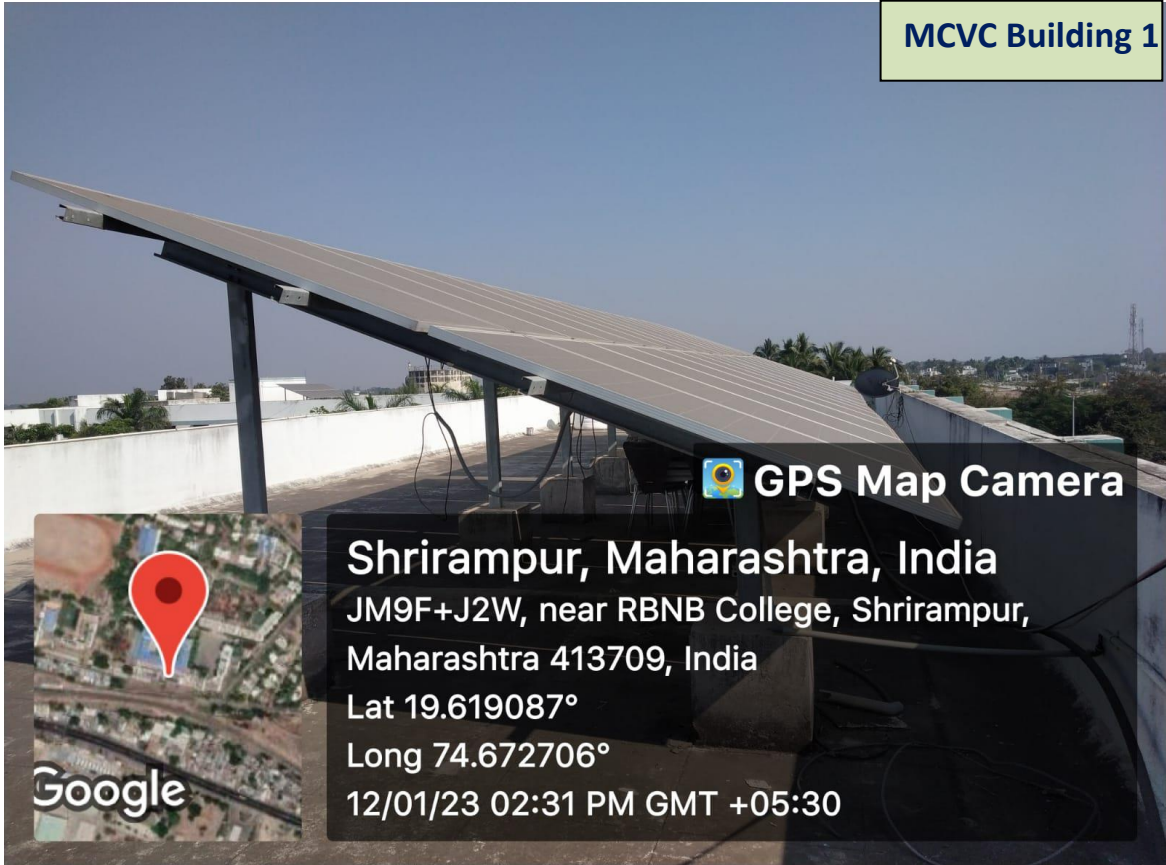 MCVC Building 1
GPS Map Camera
Shrirampur, Maharashtra, India
JM9F+J2W, near RBNB College, Shrirampur,
Maharashtra 413709, India
Lat 19.619087°
Long 74.672706°
12/01/23 02:31 PM GMT +05:30
Google